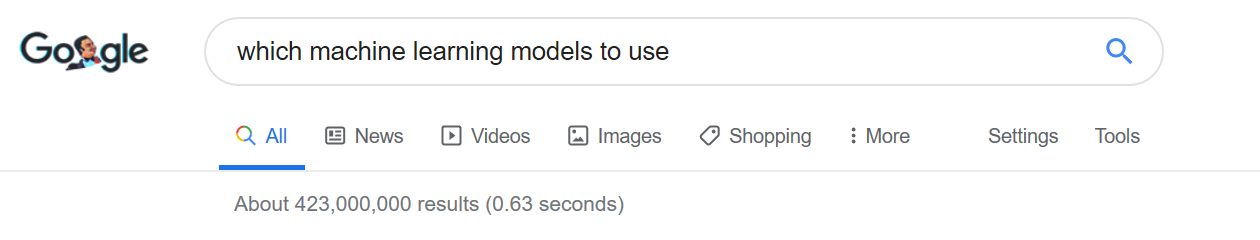 Google which machine learning models to use
All News Videos Images Shopping More Settings Tools
About 423,000,000 results (0.63 seconds)